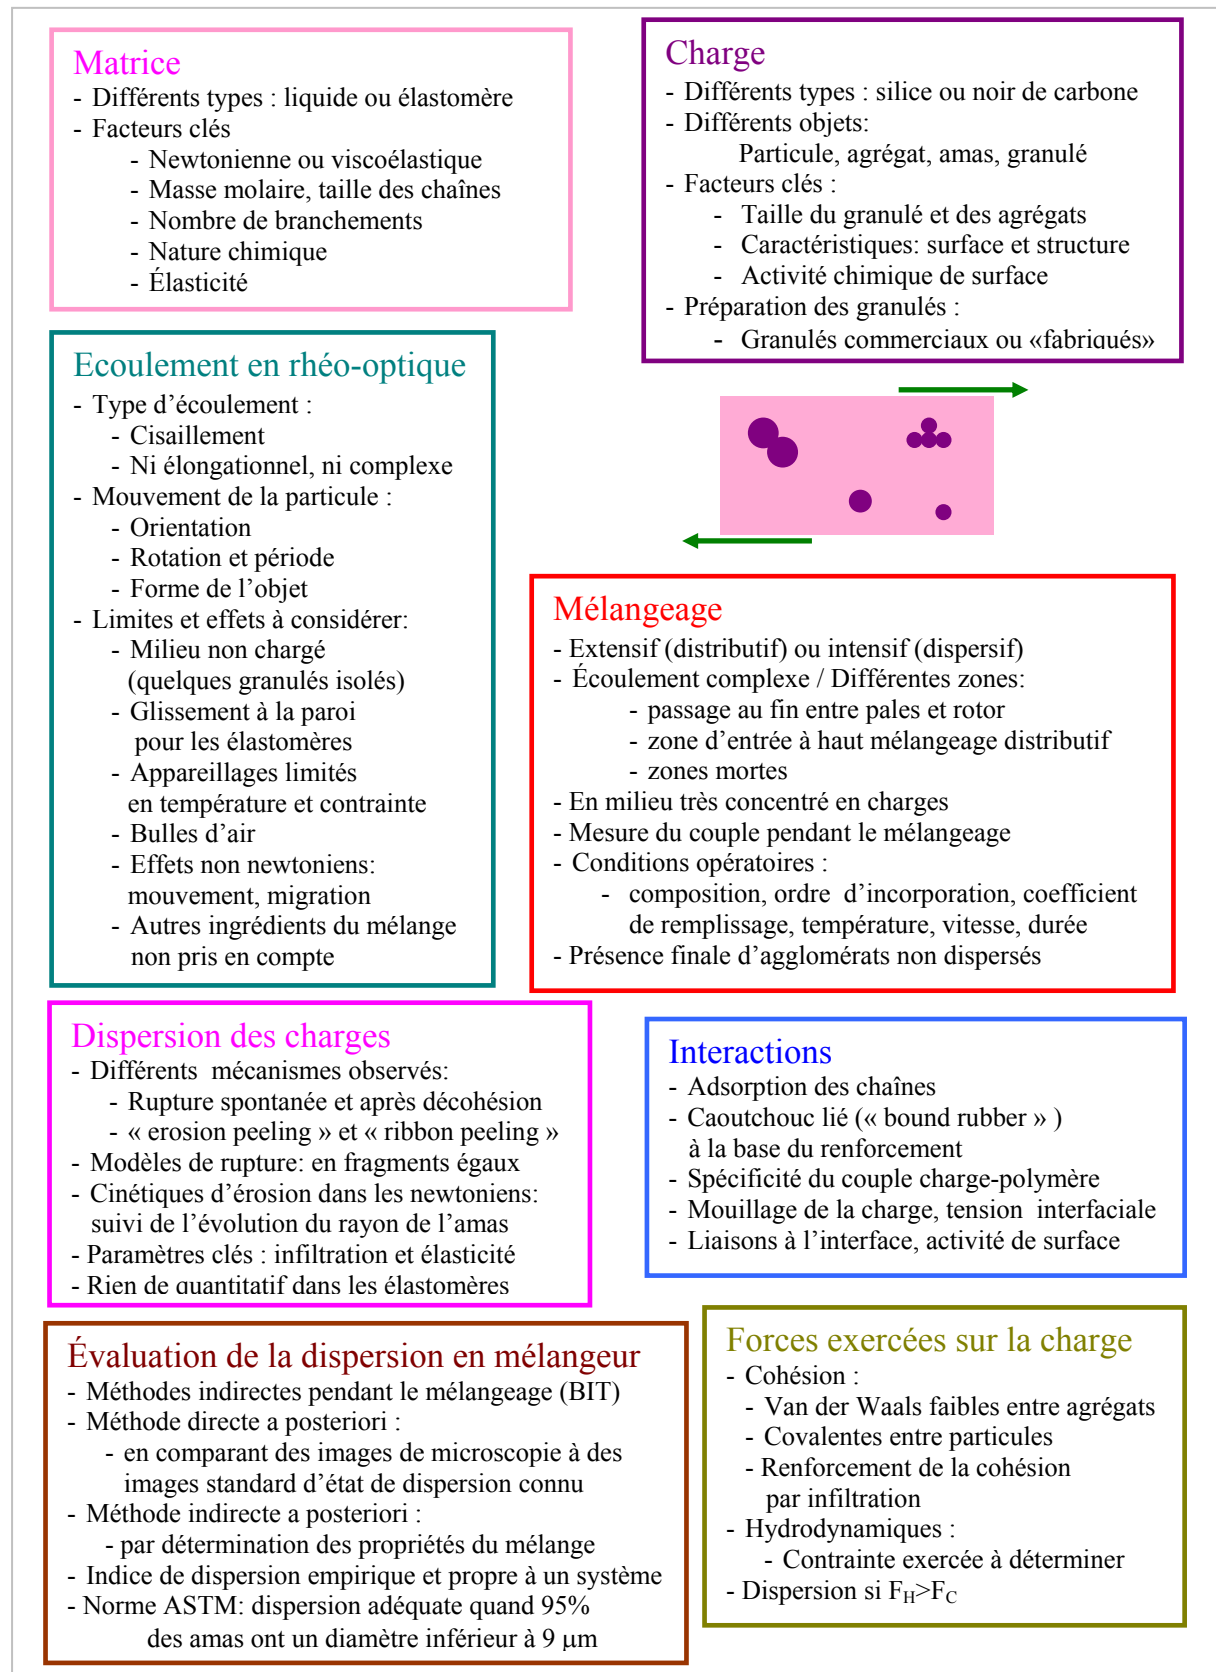 Matrice
- Différents types : liquide ou élastomère
- Facteurs clés
- Newtonienne ou viscoélastique
- Masse molaire, taille des chaînes
- Nombre de branchements
- Nature chimique
- Élasticité
Charge
- Différents types : silice ou noir de carbone
- Différents objets:
Particule, agrégat, amas, granulé
- Facteurs clés :
- Taille du granulé et des agrégats
- Caractéristiques: surface et structure
- Activité chimique de surface
- Préparation des granulés :
- Granulés commerciaux ou «fabriqués»
Ecoulement en rhéo-optique
- Type d’écoulement :
- Cisaillement
- Ni élongationnel, ni complexe
- Mouvement de la particule :
- Orientation
- Rotation et période
- Forme de l’objet
- Limites et effets à considérer:
- Milieu non chargé
(quelques granulés isolés)
- Glissement à la paroi
pour les élastomères
- Appareillages limités
en température et contrainte
- Bulles d’air
- Effets non newtoniens:
mouvement, migration
- Autres ingrédients du mélange
non pris en compte
Mélangeage
- Extensif (distributif) ou intensif (dispersif)
- Écoulement complexe / Différentes zones:
- passage au fin entre pales et rotor
- zone d’entrée à haut mélangeage distributif
- zones mortes
- En milieu très concentré en charges
- Mesure du couple pendant le mélangeage
- Conditions opératoires :
- composition, ordre d’incorporation, coefficient
de remplissage, température, vitesse, durée
- Présence finale d’agglomérats non dispersés
Dispersion des charges
- Différents mécanismes observés:
- Rupture spontanée et après décohésion
- « erosion peeling » et « ribbon peeling »
- Modèles de rupture: en fragments égaux
- Cinétiques d’érosion dans les newtoniens:
suivi de l’évolution du rayon de l’amas
- Paramètres clés : infiltration et élasticité
- Rien de quantitatif dans les élastomères
Interactions
- Adsorption des chaînes
- Caoutchouc lié (« bound rubber » )
à la base du renforcement
- Spécificité du couple charge-polymère
- Mouillage de la charge, tension interfaciale
- Liaisons à l’interface, activité de surface
Évaluation de la dispersion en mélangeur
- Méthodes indirectes pendant le mélangeage (BIT)
- Méthode directe a posteriori :
- en comparant des images de microscopie à des
images standard d’état de dispersion connu
- Méthode indirecte a posteriori :
- par détermination des propriétés du mélange
- Indice de dispersion empirique et propre à un système
- Norme ASTM: dispersion adéquate quand 95%
des amas ont un diamètre inférieur à 9 µm
Forces exercées sur la charge
- Cohésion :
- Van der Waals faibles entre agrégats
- Covalentes entre particules
- Renforcement de la cohésion
par infiltration
- Hydrodynamiques :
- Contrainte exercée à déterminer
- Dispersion si F_H>F_C